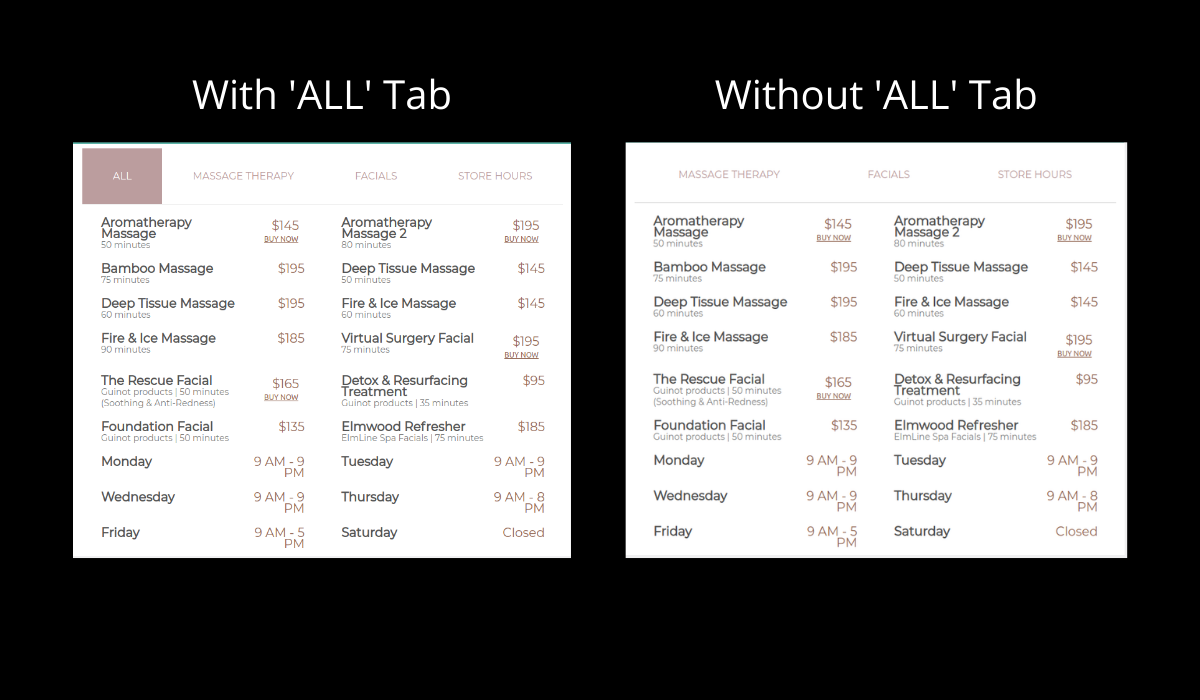 With 'ALL' Tab
ALL MASSAGE THERAPY FACIALS STORE HOURS
Aromatherapy Massage $145 Aromatherapy Massage 2 $195
50 minutes BUY NOW 80 minutes BUY NOW
Bamboo Massage $195 Deep Tissue Massage $145
75 minutes 50 minutes
Deep Tissue Massage $195 Fire & Ice Massage $145
60 minutes 60 minutes
Fire & Ice Massage $185 Virtual Surgery Facial $195
90 minutes 75 minutes BUY NOW
The Rescue Facial $165 Detox & Resurfacing Treatment $95
Guinot products | 50 minutes BUY NOW Guinot products | 35 minutes
(Soothing & Anti-Redness)
Foundation Facial $135 Elmwood Refresher $185
Guinot products | 50 minutes ElmLine Spa Facials | 75 minutes
Monday 9 AM - 9 PM Tuesday 9 AM - 9 PM
Wednesday 9 AM - 9 PM Thursday 9 AM - 8 PM
Friday 9 AM - 5 PM Saturday Closed
Without 'ALL' Tab
MASSAGE THERAPY FACIALS STORE HOURS
Aromatherapy Massage $145 Aromatherapy Massage 2 $195
50 minutes BUY NOW 80 minutes BUY NOW
Bamboo Massage $195 Deep Tissue Massage $145
75 minutes 50 minutes
Deep Tissue Massage $195 Fire & Ice Massage $145
60 minutes 60 minutes
Fire & Ice Massage $185 Virtual Surgery Facial $195
90 minutes 75 minutes BUY NOW
The Rescue Facial $165 Detox & Resurfacing Treatment $95
Guinot products | 50 minutes BUY NOW Guinot products | 35 minutes
(Soothing & Anti-Redness)
Foundation Facial $135 Elmwood Refresher $185
Guinot products | 50 minutes ElmLine Spa Facials | 75 minutes
Monday 9 AM - 9 PM Tuesday 9 AM - 9 PM
Wednesday 9 AM - 9 PM Thursday 9 AM - 8 PM
Friday 9 AM - 5 PM Saturday Closed